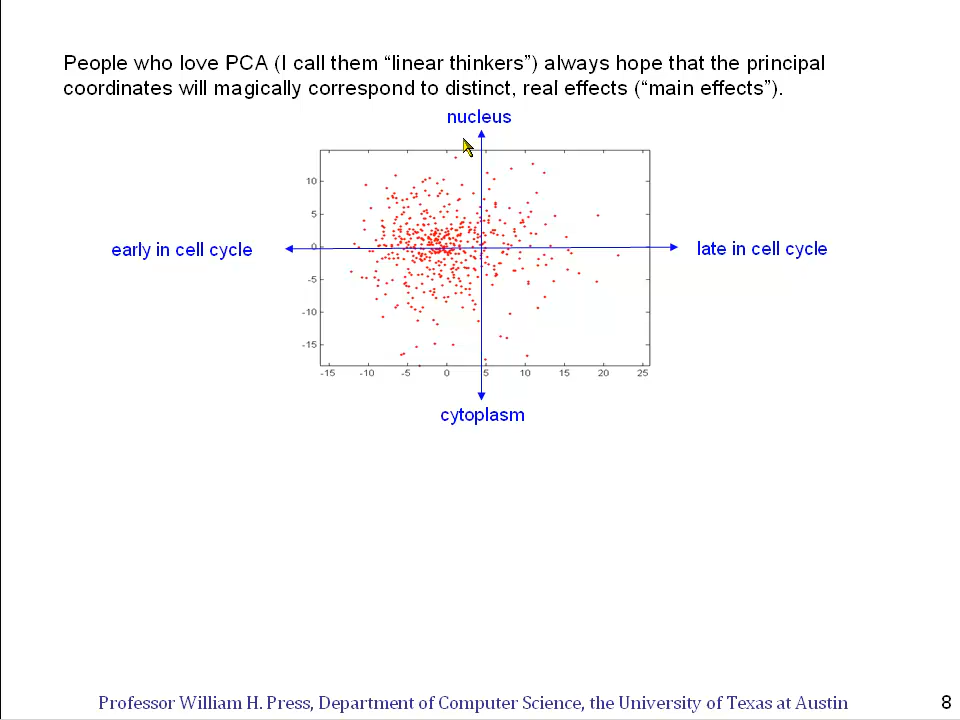 People who love PCA (I call them “linear thinkers”) always hope that the principal
coordinates will magically correspond to distinct, real effects (“main effects”).
nucleus
10
5
early in cell cycle
0
late in cell cycle
-5
-10
-15
-15 -10 -5 0 5 10 15 20 25
cytoplasm
Professor William H. Press, Department of Computer Science, the University of Texas at Austin
8